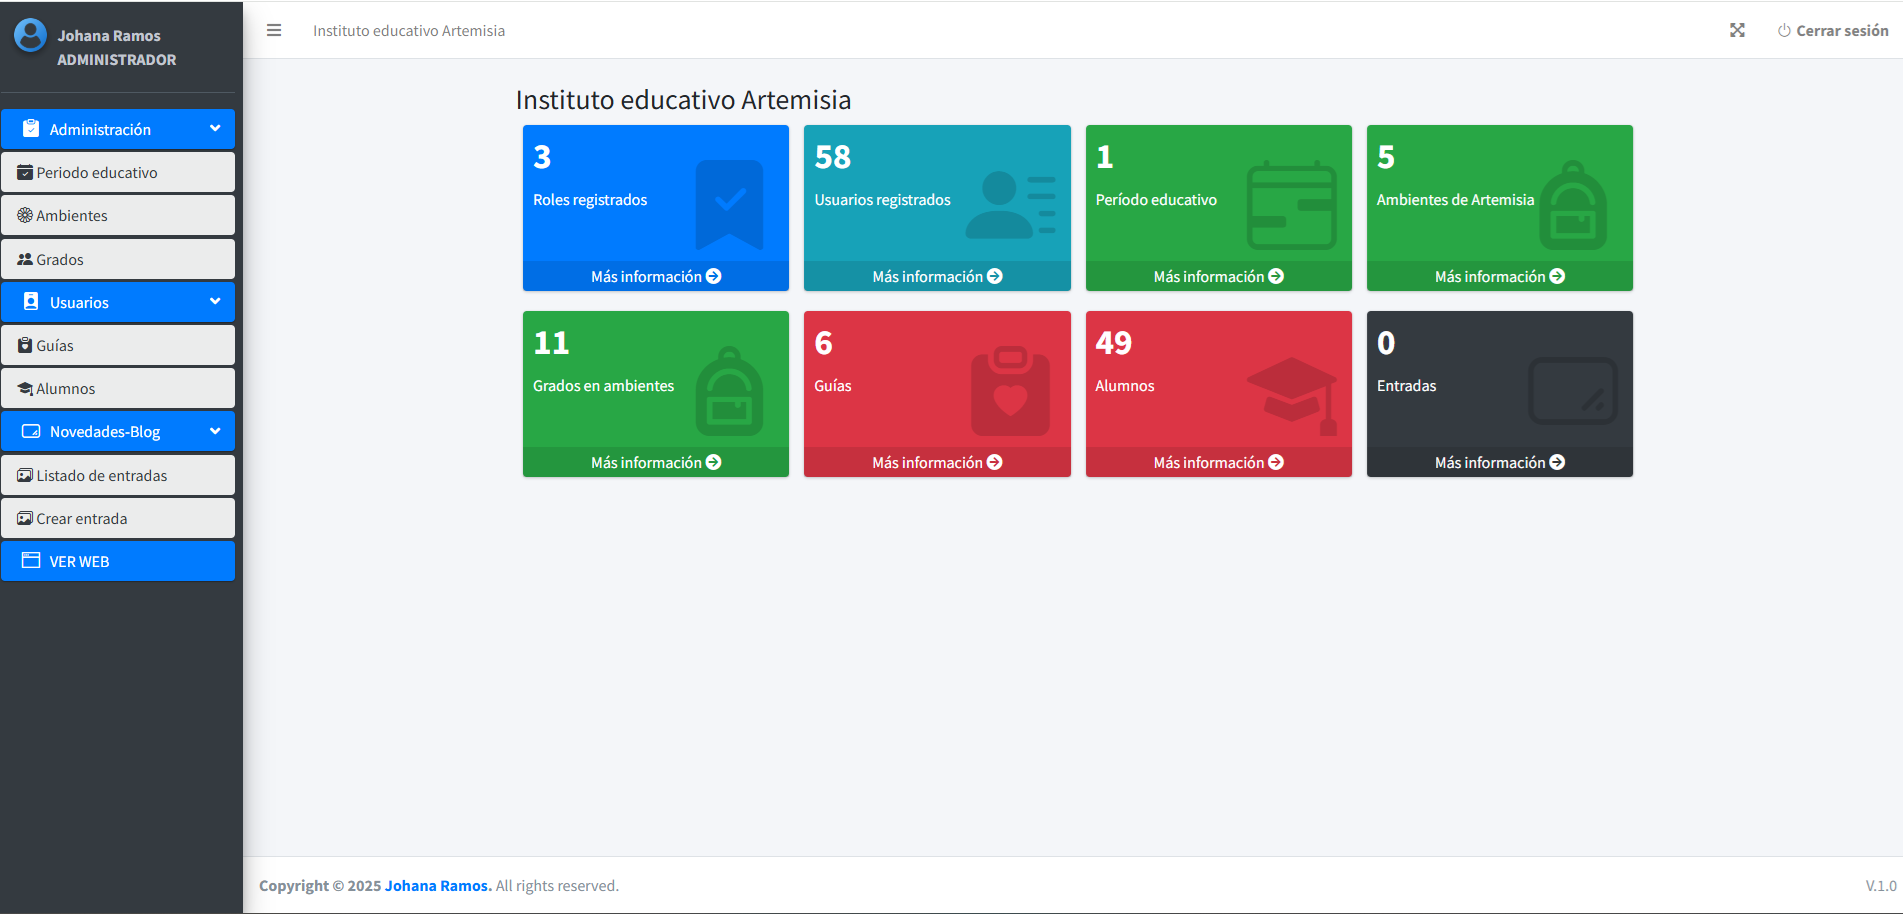 Johana Ramos
ADMINISTRADOR
Administración
Periodo educativo
Ambientes
Grados
Usuarios
Guías
Alumnos
Novedades-Blog
Listado de entradas
Crear entrada
VER WEB
Instituto educativo Artemisia
Cerrar sesión
Instituto educativo Artemisia
3
Roles registrados
Más información
58
Usuarios registrados
Más información
1
Período educativo
Más información
5
Ambientes de Artemisia
Más información
11
Grados en ambientes
Más información
6
Guías
Más información
49
Alumnos
Más información
0
Entradas
Más información
Copyright © 2025 Johana Ramos. All rights reserved.
V.1.0